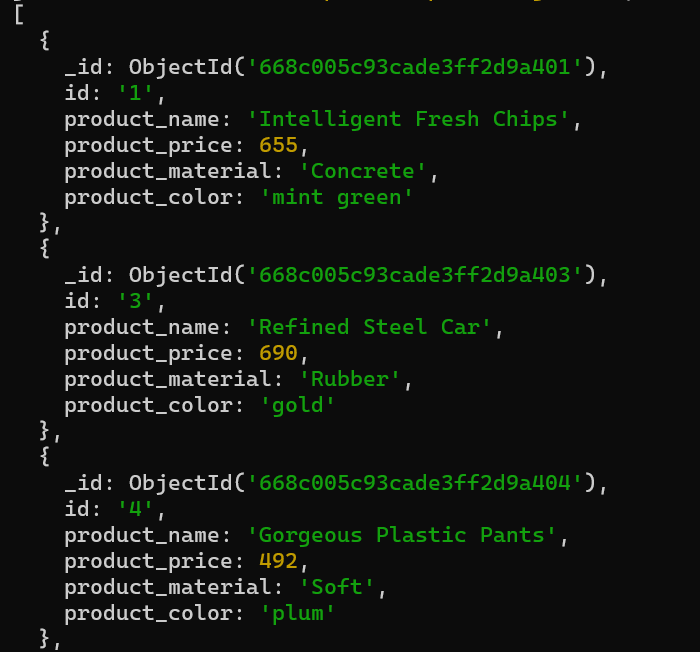 [
  {
    _id: ObjectId('668c005c93cade3ff2d9a401'),
    id: '1',
    product_name: 'Intelligent Fresh Chips',
    product_price: 655,
    product_material: 'Concrete',
    product_color: 'mint green'
  },
  {
    _id: ObjectId('668c005c93cade3ff2d9a403'),
    id: '3',
    product_name: 'Refined Steel Car',
    product_price: 690,
    product_material: 'Rubber',
    product_color: 'gold'
  },
  {
    _id: ObjectId('668c005c93cade3ff2d9a404'),
    id: '4',
    product_name: 'Gorgeous Plastic Pants',
    product_price: 492,
    product_material: 'Soft',
    product_color: 'plum'
  },